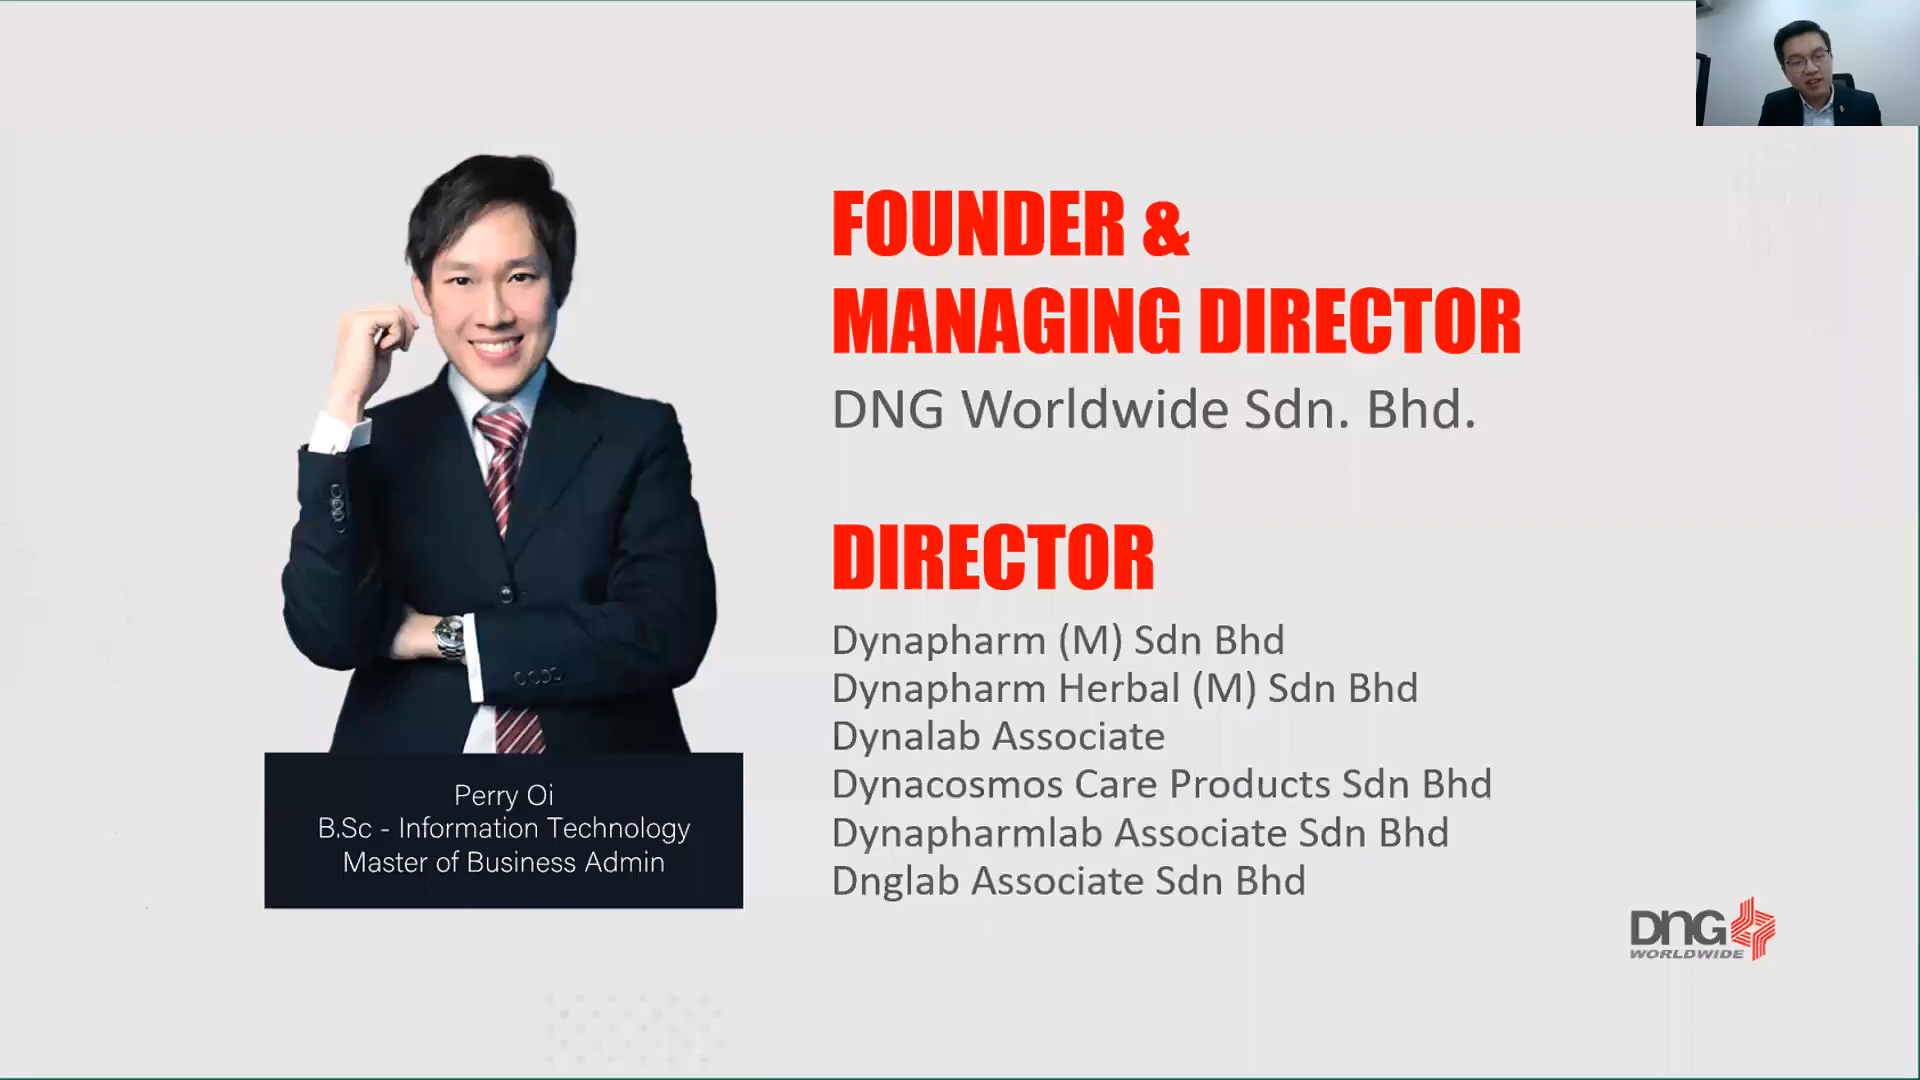 FOUNDER &
MANAGING DIRECTOR
DNG Worldwide Sdn. Bhd.
DIRECTOR
Dynapharm (M) Sdn Bhd
Dynapharm Herbal (M) Sdn Bhd
Dynalab Associate
Dynacosmos Care Products Sdn Bhd
Dynapharmlab Associate Sdn Bhd
Dnglab Associate Sdn Bhd
Perry Oi
B.Sc - Information Technology
Master of Business Admin
DNG
WORLDWIDE